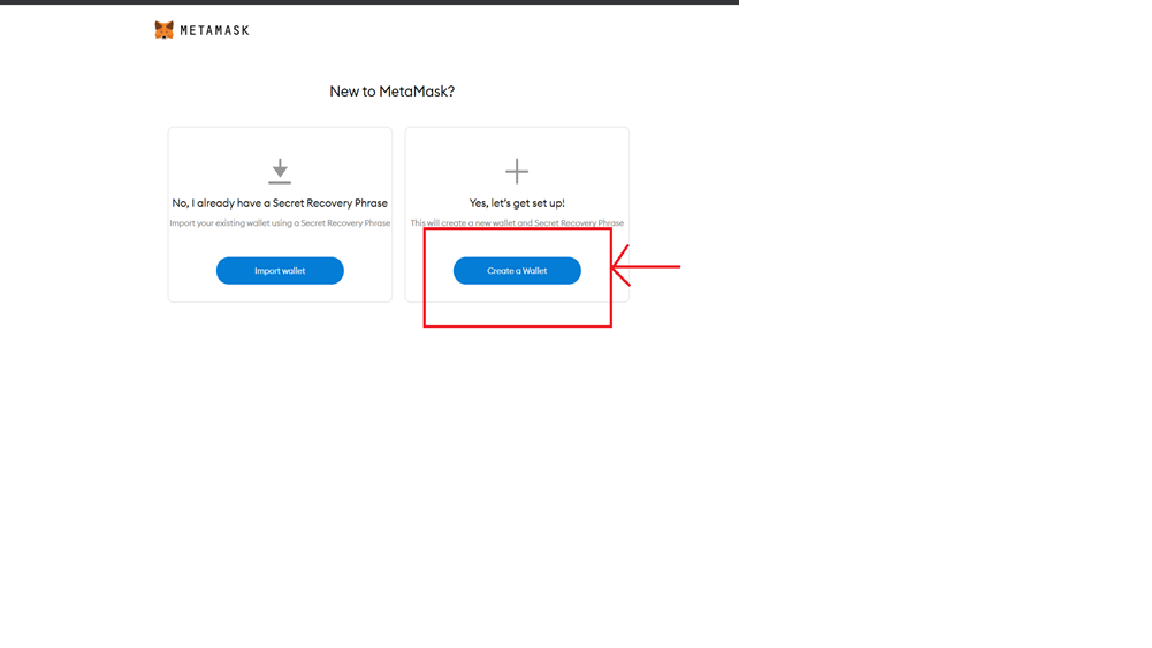 METAMASK
New to MetaMask?
No, I already have a Secret Recovery Phrase
Import your existing wallet using a Secret Recovery Phrase
Import wallet
Yes, let's get set up!
This will create a new wallet and Secret Recovery Phrase
Create a Wallet